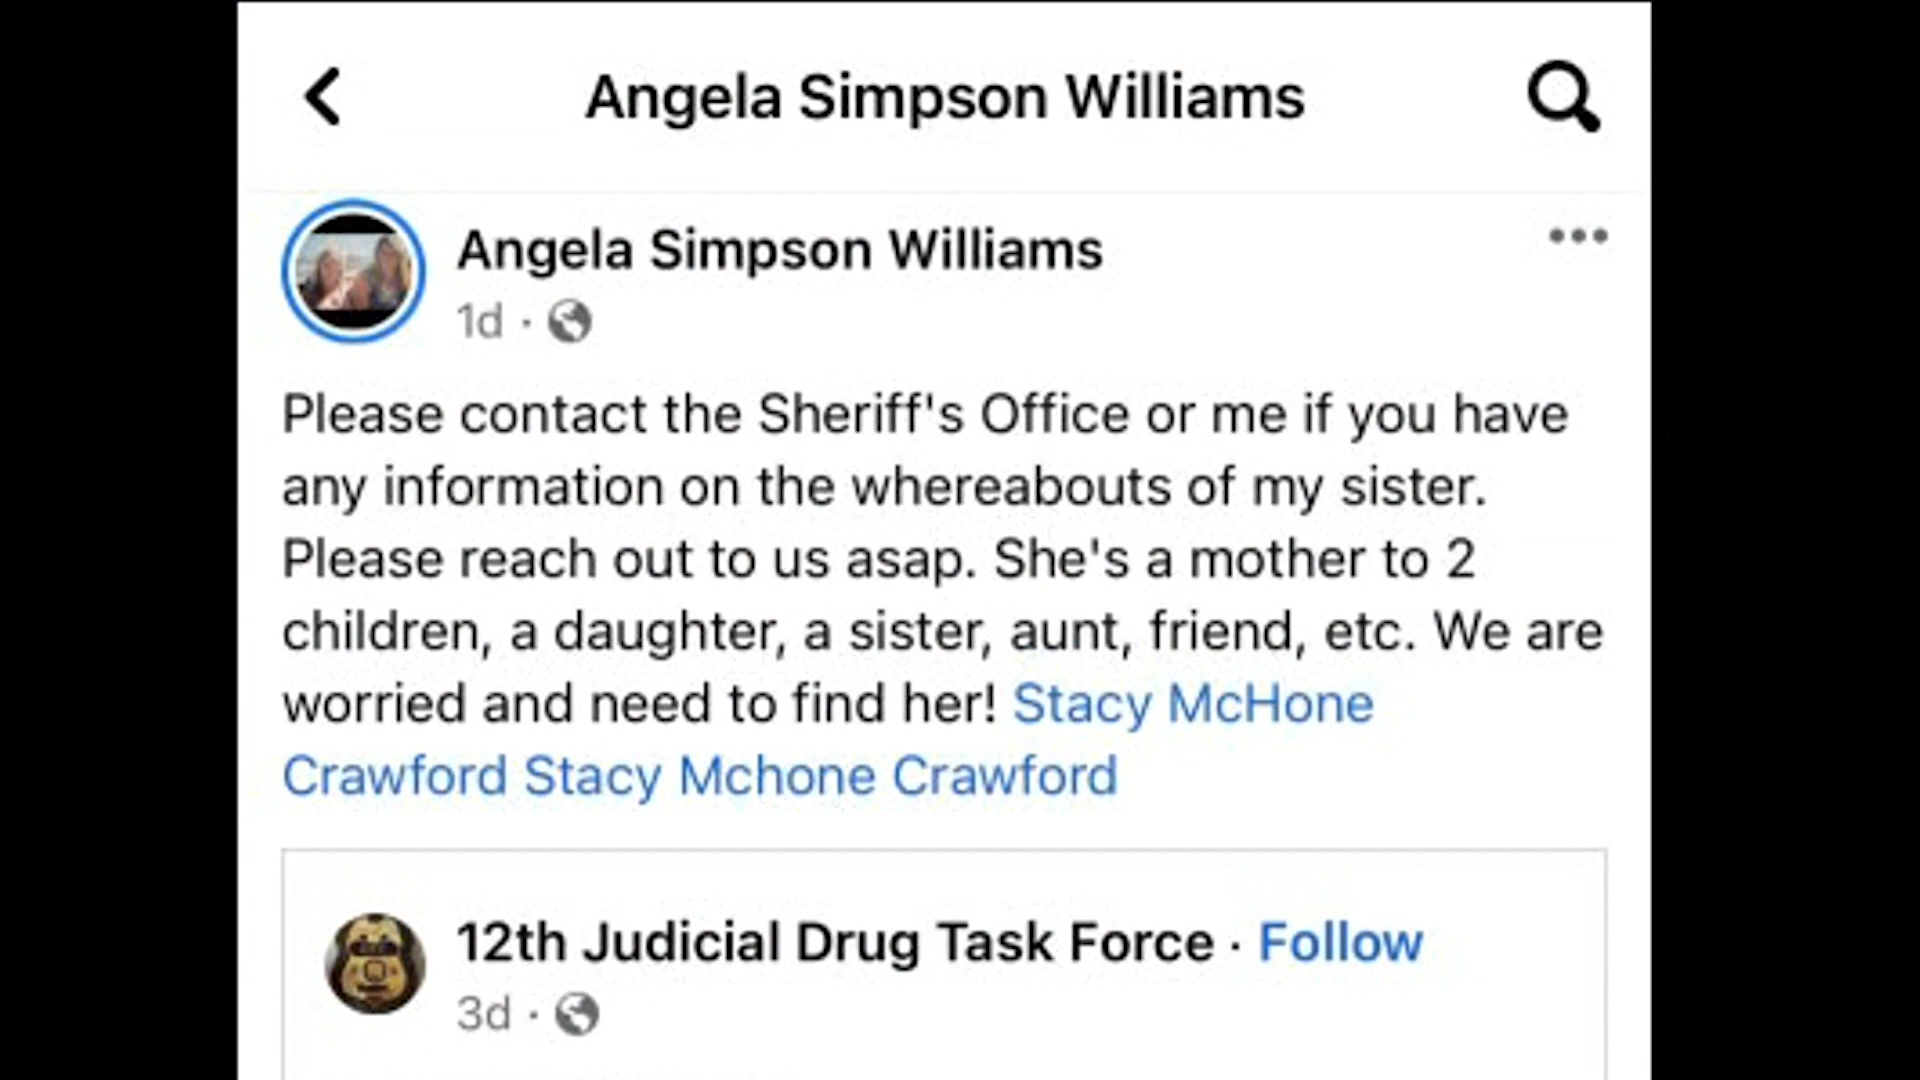 Angela Simpson Williams
Angela Simpson Williams
1d ·
Please contact the Sheriff's Office or me if you have
any information on the whereabouts of my sister.
Please reach out to us asap. She's a mother to 2
children, a daughter, a sister, aunt, friend, etc. We are
worried and need to find her! Stacy McHone
Crawford Stacy Mchone Crawford
12th Judicial Drug Task Force · Follow
3d ·